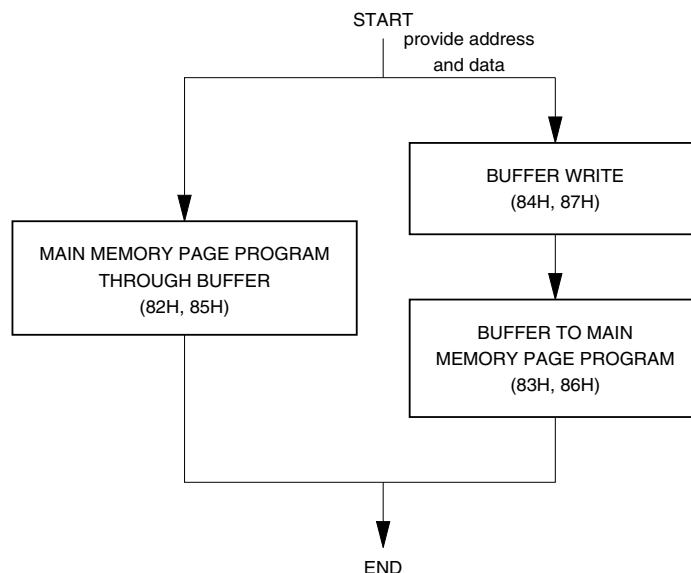 START
provide address
and data
BUFFER WRITE
(84H, 87H)
MAIN MEMORY PAGE PROGRAM
THROUGH BUFFER
(82H, 85H)
BUFFER TO MAIN
MEMORY PAGE PROGRAM
(83H, 86H)
END